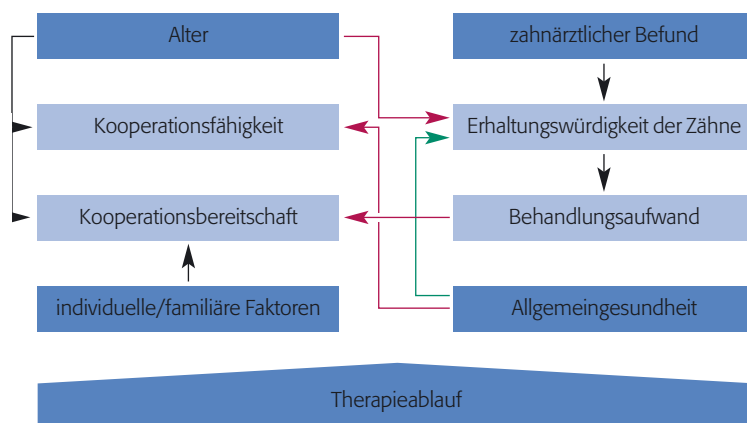 Alter
zahnärztlicher Befund
Kooperationsfähigkeit
Erhaltungswürdigkeit der Zähne
Kooperationsbereitschaft
Behandlungsaufwand
individuelle/familiäre Faktoren
Allgemeingesundheit
Therapieablauf